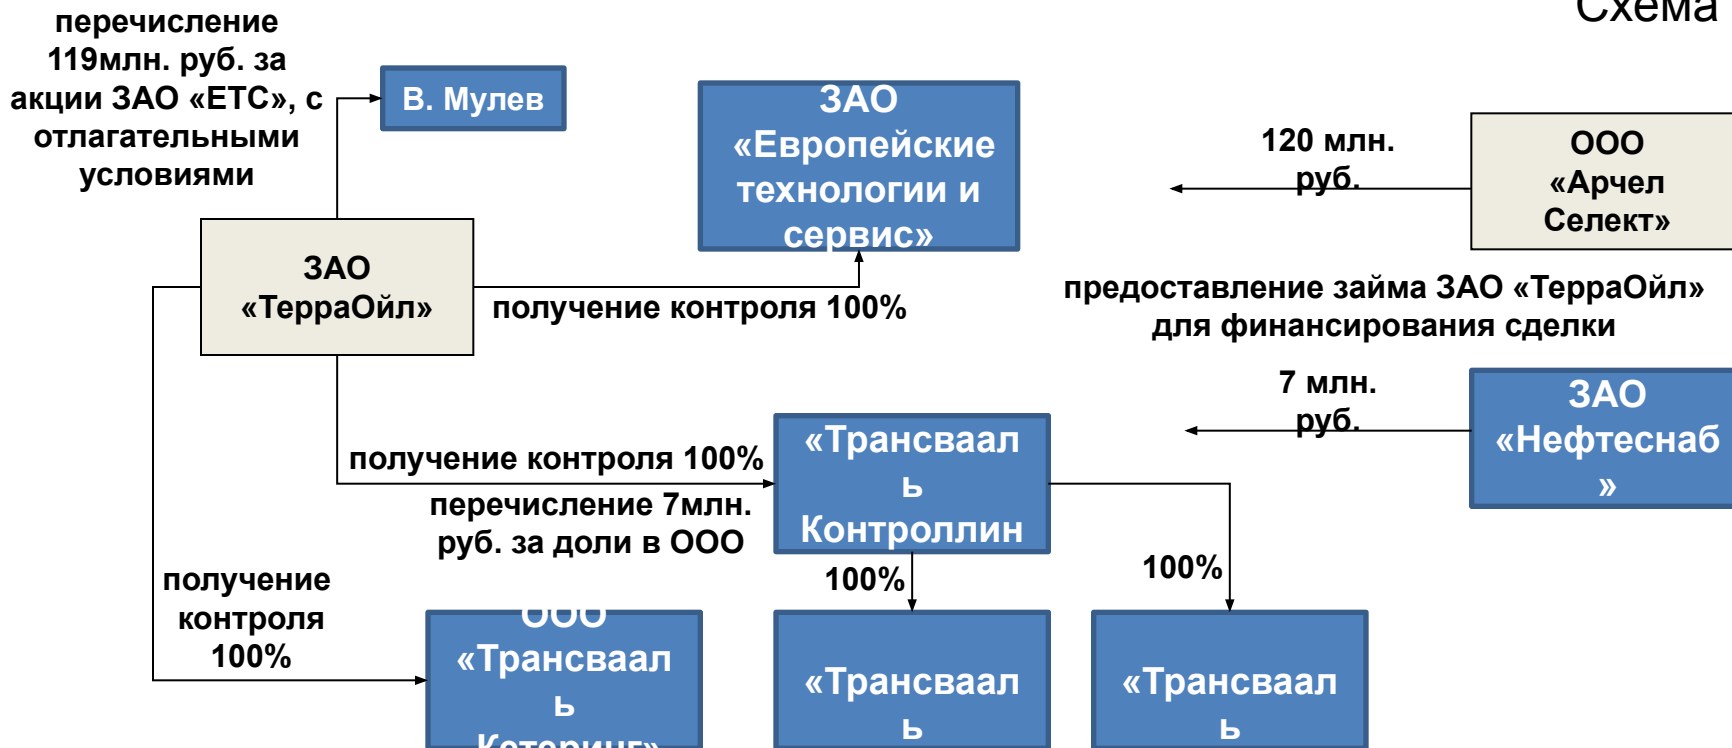 Схема
перечисление
119млн. руб. за
акции ЗАО «ЕТС», с
отлагательными
условиями
В. Мулев
ЗАО
«Европейские
технологии и
сервис»
120 млн.
руб.
ООО
«Арчел
Селект»
ЗАО
«ТерраОйл»
получение контроля 100%
предоставление займа ЗАО «ТерраОйл»
для финансирования сделки
7 млн.
руб.
ЗАО
«Нефтеснаб
»
получение контроля 100%
перечисление 7млн.
руб. за доли в ООО
«Трансваал
ь
Контроллин
100%
100%
получение
контроля
100%
ООО
«Трансваал
ь
Кетеринг»
«Трансваал
ь
«Трансваал
ь